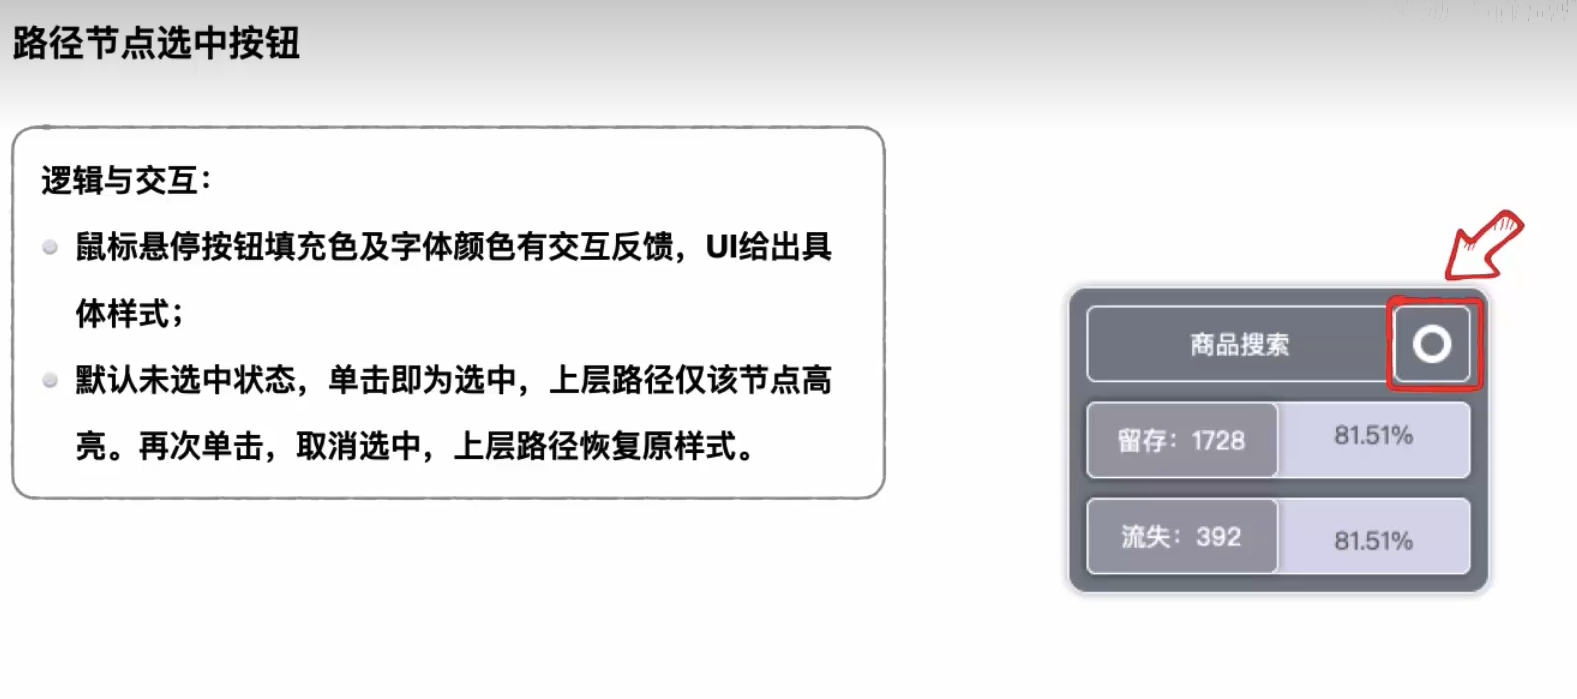 路径节点选中按钮
逻辑与交互：
鼠标悬停按钮填充色及字体颜色有交互反馈，UI给出具
体样式；
默认未选中状态，单击即为选中，上层路径仅该节点高
亮。再次单击，取消选中，上层路径恢复原样式。
商品搜索
留存：1728
81.51%
流失：392
81.51%